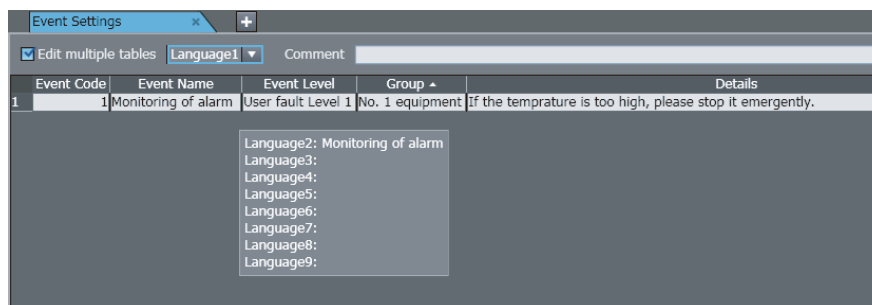 Event Settings × +
Edit multiple tables Language1 ▼ Comment
Event Code Event Name Event Level Group ▲ Details
1 1 Monitoring of alarm User fault Level 1 No. 1 equipment If the temprature is too high, please stop it emergently.
Language2: Monitoring of alarm
Language3:
Language4:
Language5:
Language6:
Language7:
Language8:
Language9: